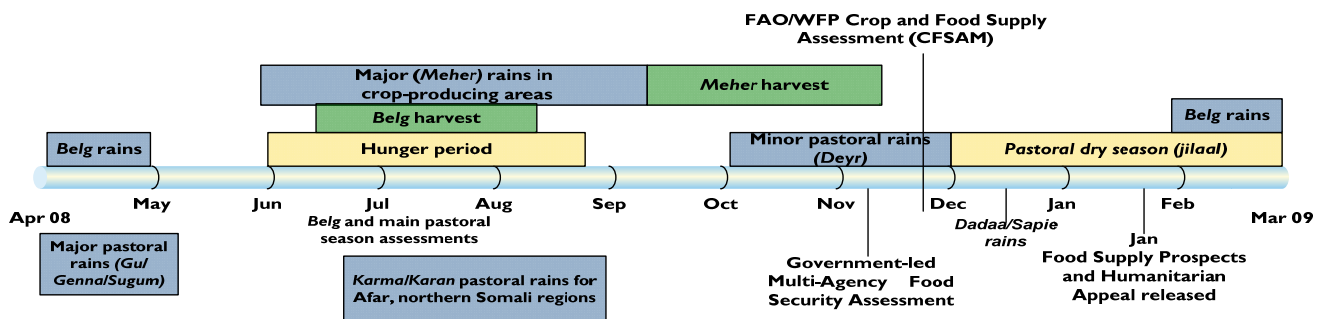 FAO/WFP Crop and Food Supply
Assessment (CFSAM)
Major (Meher) rains in
crop-producing areas
Meher harvest
Belg harvest
Belg rains
Belg rains
Hunger period
Minor pastoral rains
(Deyr)
Pastoral dry season (jilaal)
Apr 08
May
Jun
Jul
Aug
Sep
Oct
Nov
Dec
Jan
Feb
Mar 09
Major pastoral
rains (Gu/
Genna/Sugum)
Belg and main pastoral
season assessments
Karma/Karan pastoral rains for
Afar, northern Somali regions
Government-led
Multi-Agency Food
Security Assessment
Dadaa/Sapie
rains
Jan
Food Supply Prospects
and Humanitarian
Appeal released